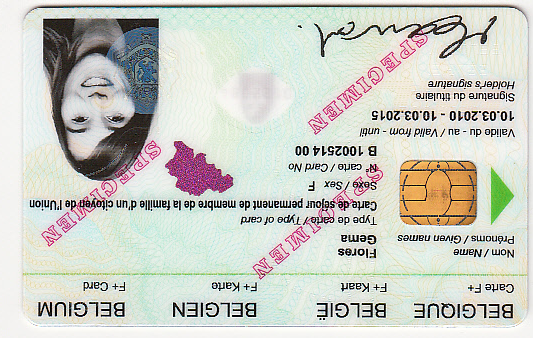 BELGIQUE BELGIË BELGIEN BELGIUM
Carte F+ F+ Kaart F+ Karte F+ Card
Nom / Name
Flores
Prénoms / Given names
Gema
Type de carte / Type of card
Carte de séjour permanent de membre de la famille d'un citoyen de l'Union
Sexe / Sex F
N° carte / Card No
B 1002514 00
Valide du - au / Valid from - until
10.03.2010 - 10.03.2015
Signature du titulaire
Holder's signature
SPECIMEN
SPECIMEN
SPECIMEN